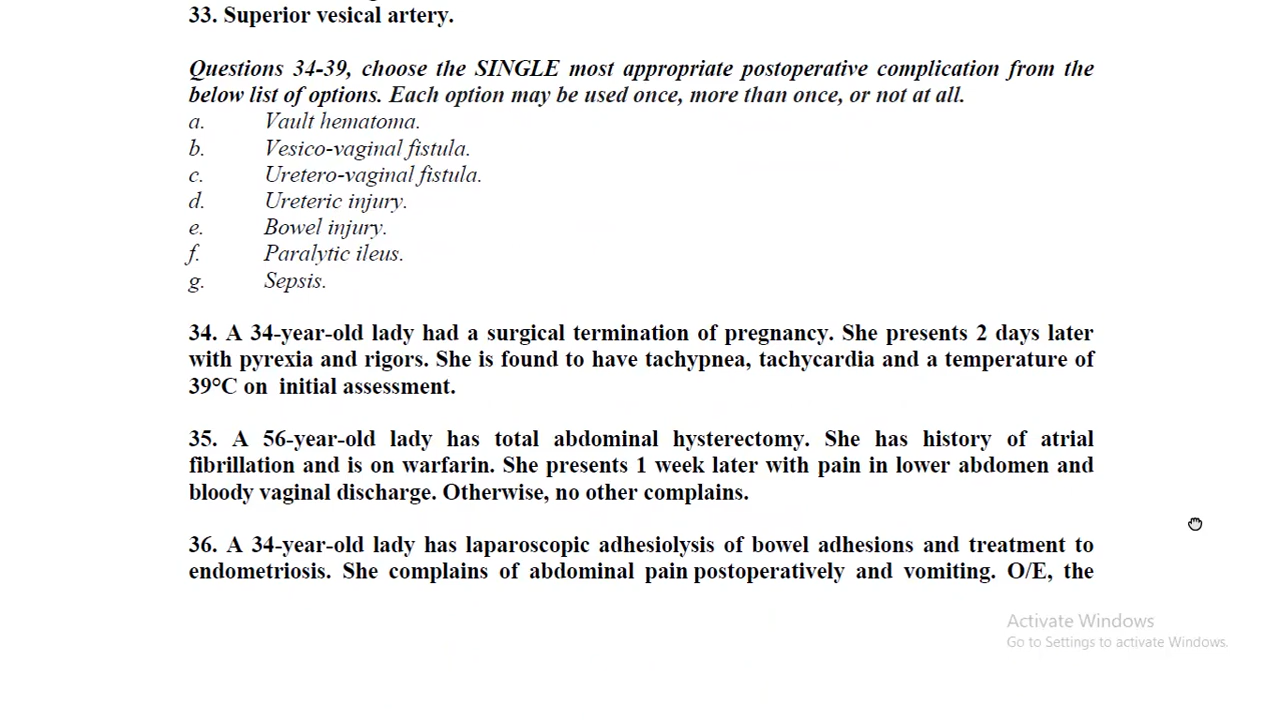 33. Superior vesical artery.
Questions 34-39, choose the SINGLE most appropriate postoperative complication from the
below list of options. Each option may be used once, more than once, or not at all.
a. Vault hematoma.
b. Vesico-vaginal fistula.
c. Uretero-vaginal fistula.
d. Ureteric injury.
e. Bowel injury.
f. Paralytic ileus.
g. Sepsis.
34. A 34-year-old lady had a surgical termination of pregnancy. She presents 2 days later
with pyrexia and rigors. She is found to have tachypnea, tachycardia and a temperature of
39°C on initial assessment.
35. A 56-year-old lady has total abdominal hysterectomy. She has history of atrial
fibrillation and is on warfarin. She presents 1 week later with pain in lower abdomen and
bloody vaginal discharge. Otherwise, no other complains.
36. A 34-year-old lady has laparoscopic adhesiolysis of bowel adhesions and treatment to
endometriosis. She complains of abdominal pain postoperatively and vomiting. O/E, the
Activate Windows
Go to Settings to activate Windows.